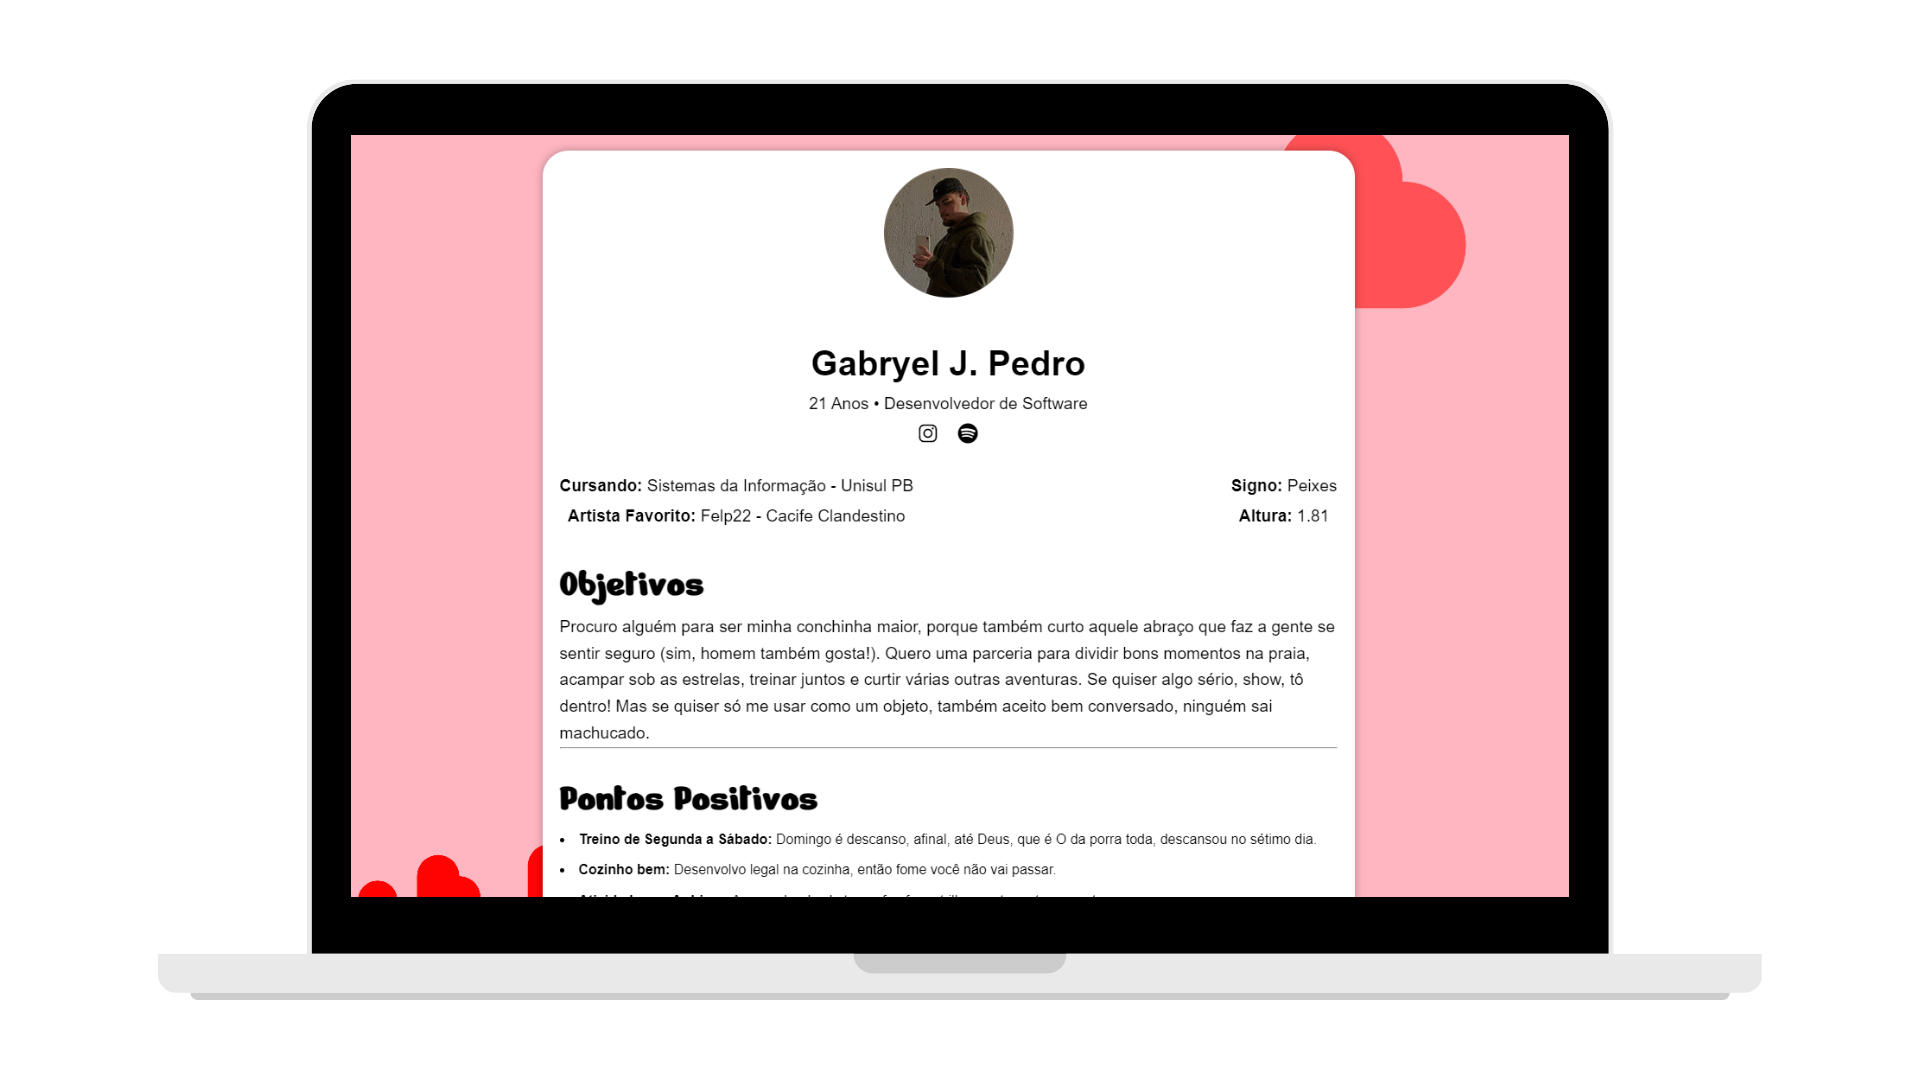 Gabryel J. Pedro
21 Anos • Desenvolvedor de Software
Cursando: Sistemas da Informação - Unisul PB
Signo: Peixes
Artista Favorito: Felp22 - Cacife Clandestino
Altura: 1.81
Objetivos
Procuro alguém para ser minha conchinha maior, porque também curto aquele abraço que faz a gente se
sentir seguro (sim, homem também gosta!). Quero uma parceria para dividir bons momentos na praia,
acampar sob as estrelas, treinar juntos e curtir várias outras aventuras. Se quiser algo sério, show, tô
dentro! Mas se quiser só me usar como um objeto, também aceito bem conversado, ninguém sai
machucado.
Pontos Positivos
• Treino de Segunda a Sábado: Domingo é descanso, afinal, até Deus, que é O da porra toda, descansou no sétimo dia.
• Cozinho bem: Desenvolvo legal na cozinha, então fome você não vai passar.